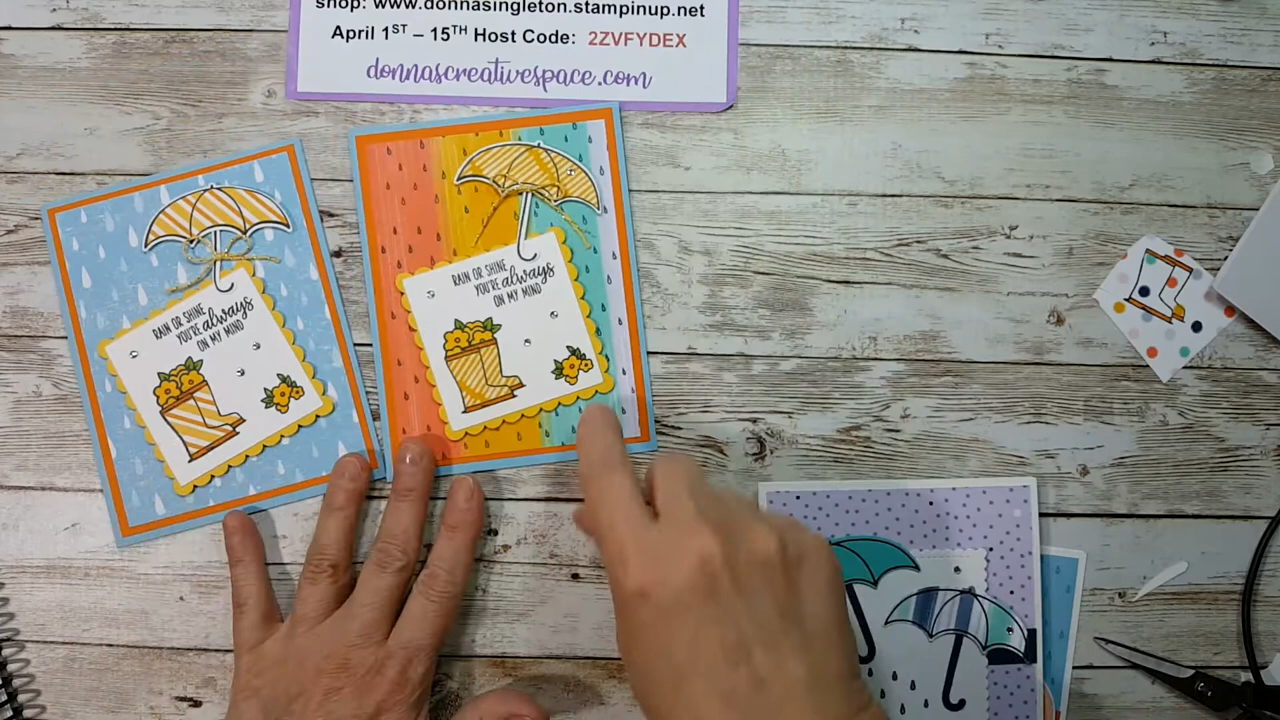 shop: www.donnasingleton.stampinup.net
April 1ST – 15TH Host Code: 2ZVFYDEX
donnascreativespace.com
RAIN OR SHINE
YOU'RE always
ON MY MIND
RAIN OR SHINE
YOU'RE always
ON MY MIND